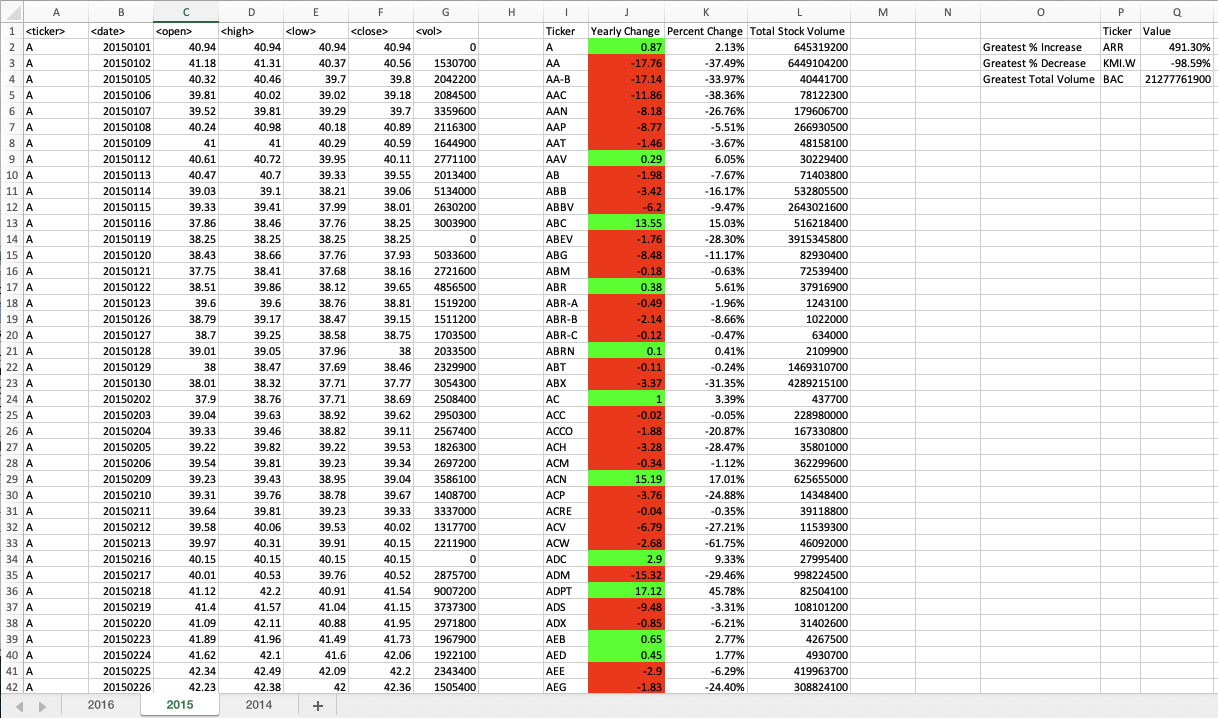 A B C D E F G H I J K L M N O P Q
1 <ticker> <date> <open> <high> <low> <close> <vol> Ticker Yearly Change Percent Change Total Stock Volume Ticker Value
2 A 20150101 40.94 40.94 40.94 40.94 0 A 0.87 2.13% 645319200 Greatest % Increase ARR 491.30%
3 A 20150102 41.18 41.31 40.37 40.56 1530700 AA -17.76 -37.49% 6449104200 Greatest % Decrease KMI.W -98.59%
4 A 20150105 40.32 40.46 39.7 39.8 2042200 AA-B -17.14 -33.97% 40441700 Greatest Total Volume BAC 21277761900
5 A 20150106 39.81 40.02 39.02 39.18 2084500 AAC -11.86 -38.36% 78122300
6 A 20150107 39.52 39.81 39.29 39.7 3359600 AAN -8.18 -26.76% 179606700
7 A 20150108 40.24 40.98 40.18 40.89 2116300 AAP -8.77 -5.51% 266930500
8 A 20150109 41 41 40.29 40.59 1644900 AAT -1.46 -3.67% 48158100
9 A 20150112 40.61 40.72 39.95 40.11 2771100 AAV 0.29 6.05% 30229400
10 A 20150113 40.47 40.7 39.33 39.55 2013400 AB -1.98 -7.67% 71403800
11 A 20150114 39.03 39.1 38.21 39.06 5134000 ABB -3.42 -16.17% 532805500
12 A 20150115 39.33 39.41 37.99 38.01 2630200 ABBV -6.2 -9.47% 2643021600
13 A 20150116 37.86 38.46 37.76 38.25 3003900 ABC 13.55 15.03% 516218400
14 A 20150119 38.25 38.25 38.25 38.25 0 ABEV -1.76 -28.30% 3915345800
15 A 20150120 38.43 38.66 37.76 37.93 5033600 ABG -8.48 -11.17% 82930400
16 A 20150121 37.75 38.41 37.68 38.16 2721600 ABM -0.18 -0.63% 72539400
17 A 20150122 38.51 39.86 38.12 39.65 4856500 ABR 0.38 5.61% 37916900
18 A 20150123 39.6 39.6 38.76 38.81 1519200 ABR-A -0.49 -1.96% 1243100
19 A 20150126 38.79 39.17 38.47 39.15 1511200 ABR-B -2.14 -8.66% 1022000
20 A 20150127 38.7 39.25 38.58 38.75 1703500 ABR-C -0.12 -0.47% 634000
21 A 20150128 39.01 39.05 37.96 38 2033500 ABRN 0.1 0.41% 2109900
22 A 20150129 38 38.47 37.69 38.46 2329900 ABT -0.11 -0.24% 1469310700
23 A 20150130 38.01 38.32 37.71 37.77 3054300 ABX -3.37 -31.35% 4289215100
24 A 20150202 37.9 38.76 37.71 38.69 2508400 AC 1 3.39% 437700
25 A 20150203 39.04 39.63 38.92 39.62 2950300 ACC -0.02 -0.05% 228980000
26 A 20150204 39.33 39.46 38.82 39.11 2567400 ACCO -1.88 -20.87% 167330800
27 A 20150205 39.22 39.82 39.22 39.53 1826300 ACH -3.28 -28.47% 35801000
28 A 20150206 39.54 39.81 39.23 39.34 2697200 ACM -0.34 -1.12% 362299600
29 A 20150209 39.23 39.43 38.95 39.04 3586100 ACN 15.19 17.01% 625655000
30 A 20150210 39.31 39.76 38.78 39.67 1408700 ACP -3.76 -24.88% 14348400
31 A 20150211 39.64 39.81 39.23 39.33 3337000 ACRE -0.04 -0.35% 39118800
32 A 20150212 39.58 40.06 39.53 40.02 1317700 ACV -6.79 -27.21% 11539300
33 A 20150213 39.97 40.31 39.91 40.15 2211900 ACW -2.68 -61.75% 46092000
34 A 20150216 40.15 40.15 40.15 40.15 0 ADC 2.9 9.33% 27995400
35 A 20150217 40.01 40.53 39.76 40.52 2875700 ADM -15.32 -29.46% 998224500
36 A 20150218 41.12 42.2 40.91 41.54 9007200 ADPT 17.12 45.78% 82504100
37 A 20150219 41.4 41.57 41.04 41.15 3737300 ADS -9.48 -3.31% 108101200
38 A 20150220 41.09 42.11 40.88 41.95 2971800 ADX -0.85 -6.21% 31402600
39 A 20150223 41.89 41.96 41.49 41.73 1967900 AEB 0.65 2.77% 4267500
40 A 20150224 41.62 42.1 41.6 42.06 1922100 AED 0.45 1.77% 4930700
41 A 20150225 42.34 42.49 42.09 42.2 2343400 AEE -2.9 -6.29% 419963700
42 A 20150226 42.23 42.38 42 42.36 1505400 AEG -1.83 -24.40% 308824100
2016 2015 2014 +